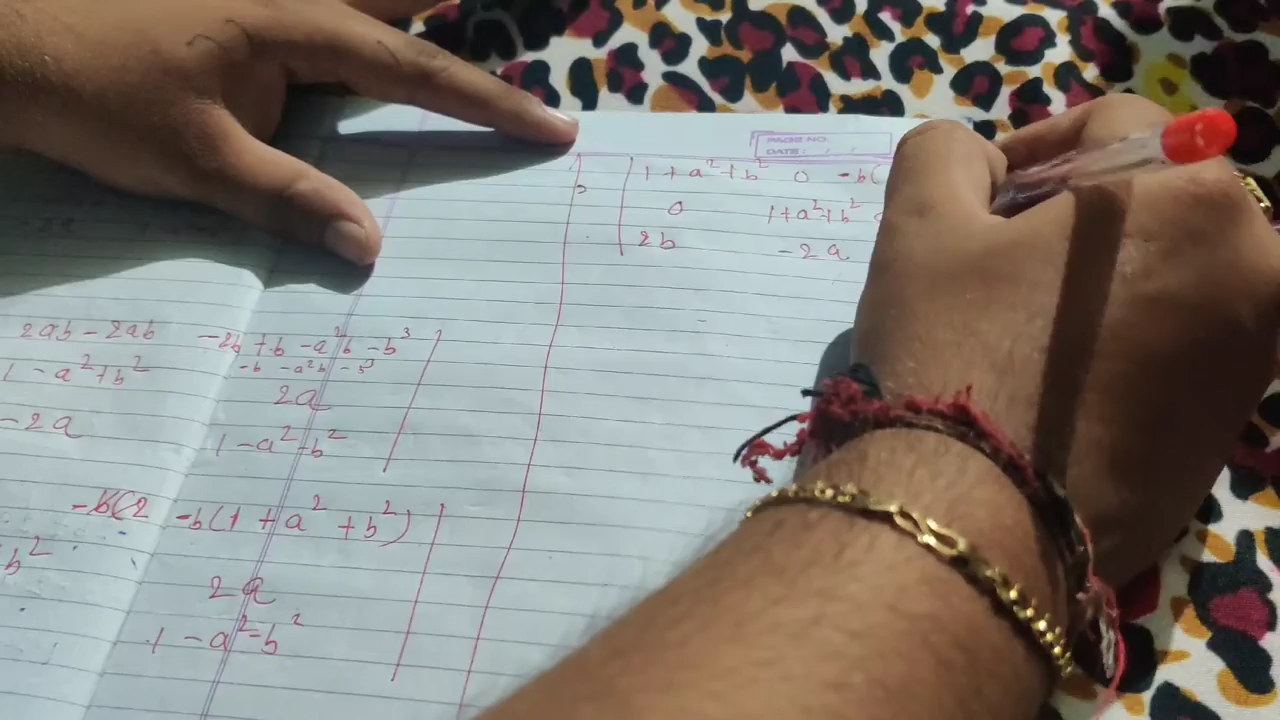 2ab - 2ab -2b + b - a²b - b³
-b - a²b - b³
1 - a² + b² 2a
-2a 1 - a² - b²
-b(2 -b(1 + a² + b²)
b² 2a
1 - a² - b²
PAGE NO.
DATE :
1 + a² + b² 0 -b(
0 1 + a² + b²
2b -2a